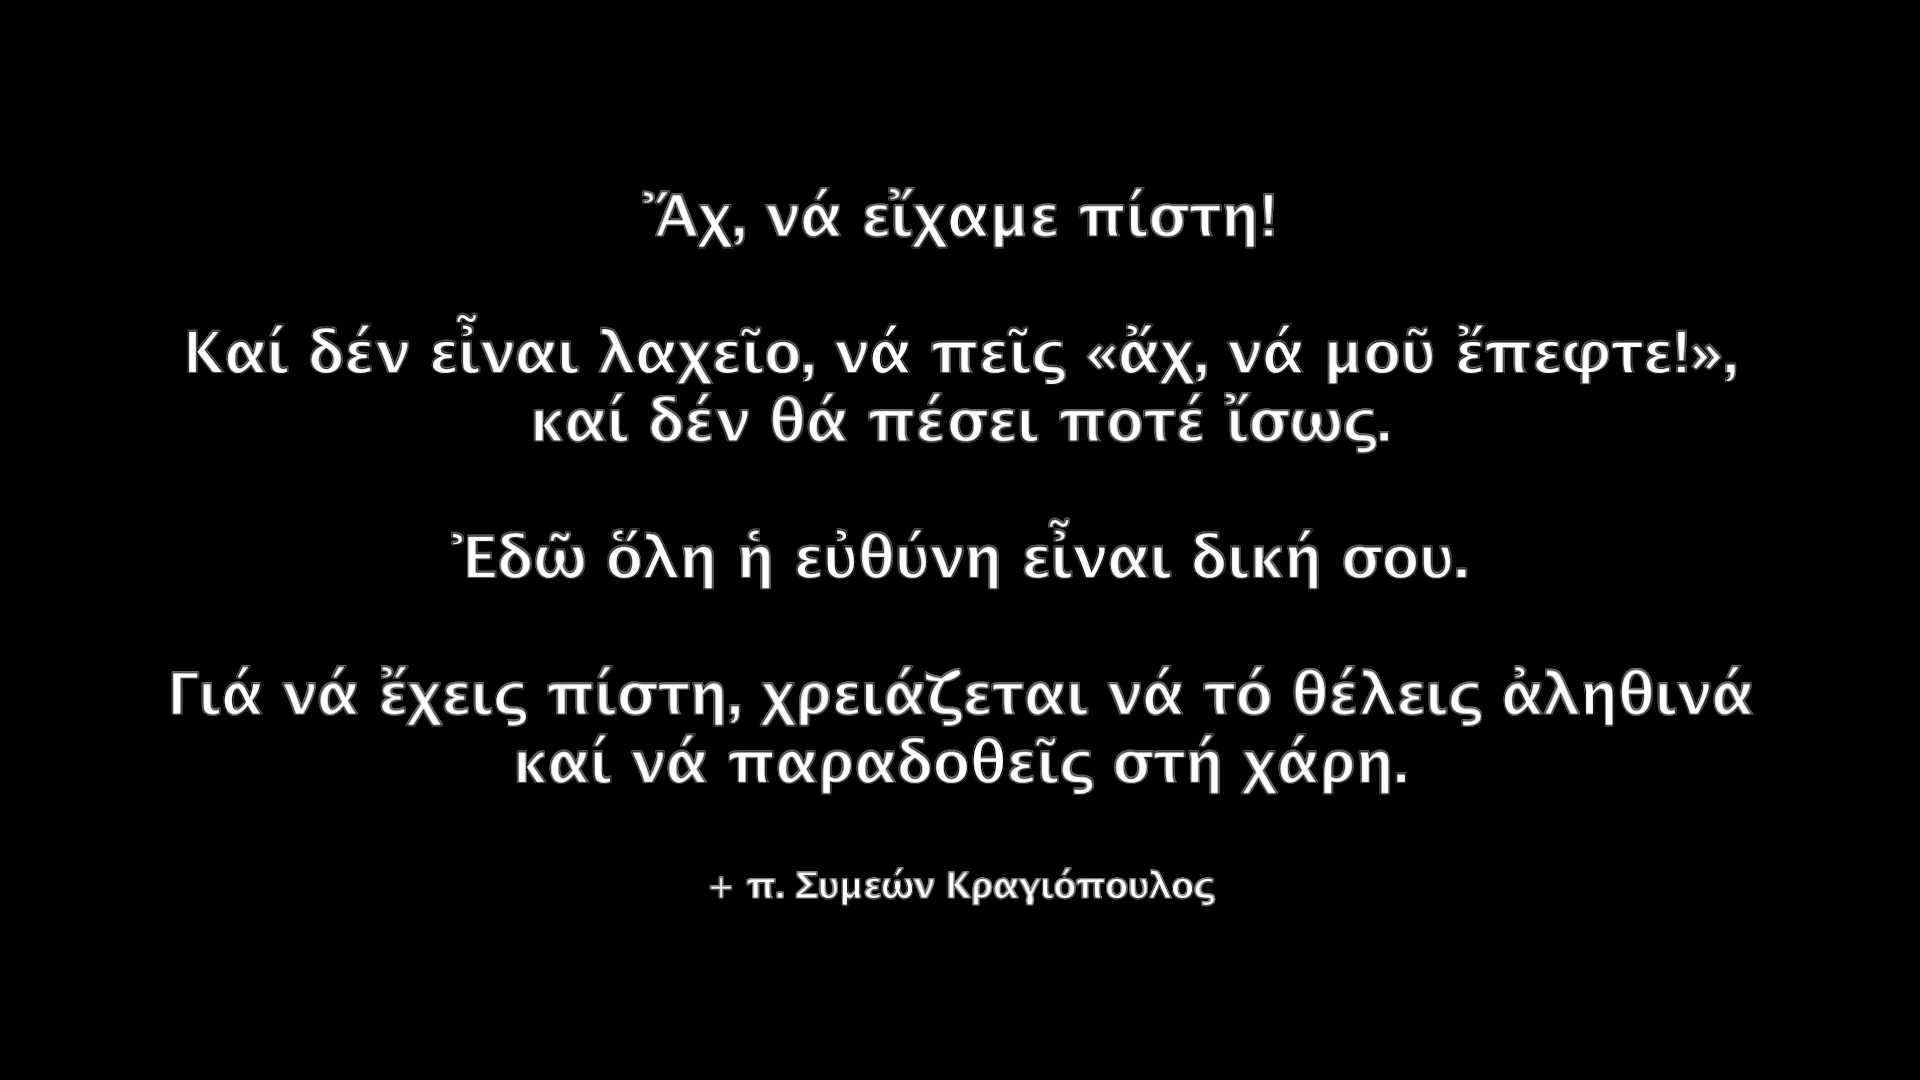 Ἄχ, νά εἴχαμε πίστη!
Καί δέν εἶναι λαχεῖο, νά πεῖς «ἄχ, νά μοῦ ἔπεφτε!»,
καί δέν θά πέσει ποτέ ἴσως.
Ἐδῶ ὅλη ἡ εὐθύνη εἶναι δική σου.
Γιά νά ἔχεις πίστη, χρειάζεται νά τό θέλεις ἀληθινά
καί νά παραδοθεῖς στή χάρη.
+ π. Συμεών Κραγιόπουλος